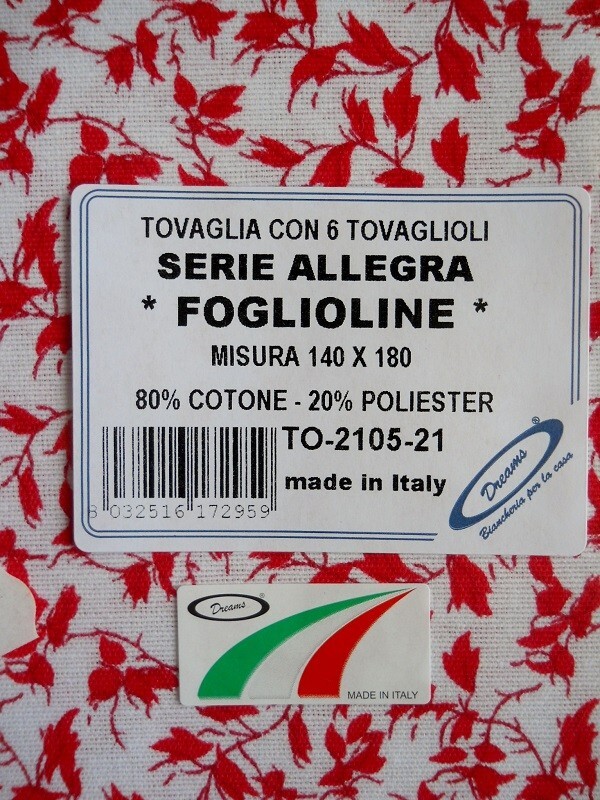 TOVAGLIA CON 6 TOVAGLIOLI
SERIE ALLEGRA
* FOGLIOLINE *
MISURA 140 X 180
80% COTONE - 20% POLIESTER
TO-2105-21
made in Italy
8 032516 172959
Dreams ®
Biancheria per la casa
Dreams ®
MADE IN ITALY